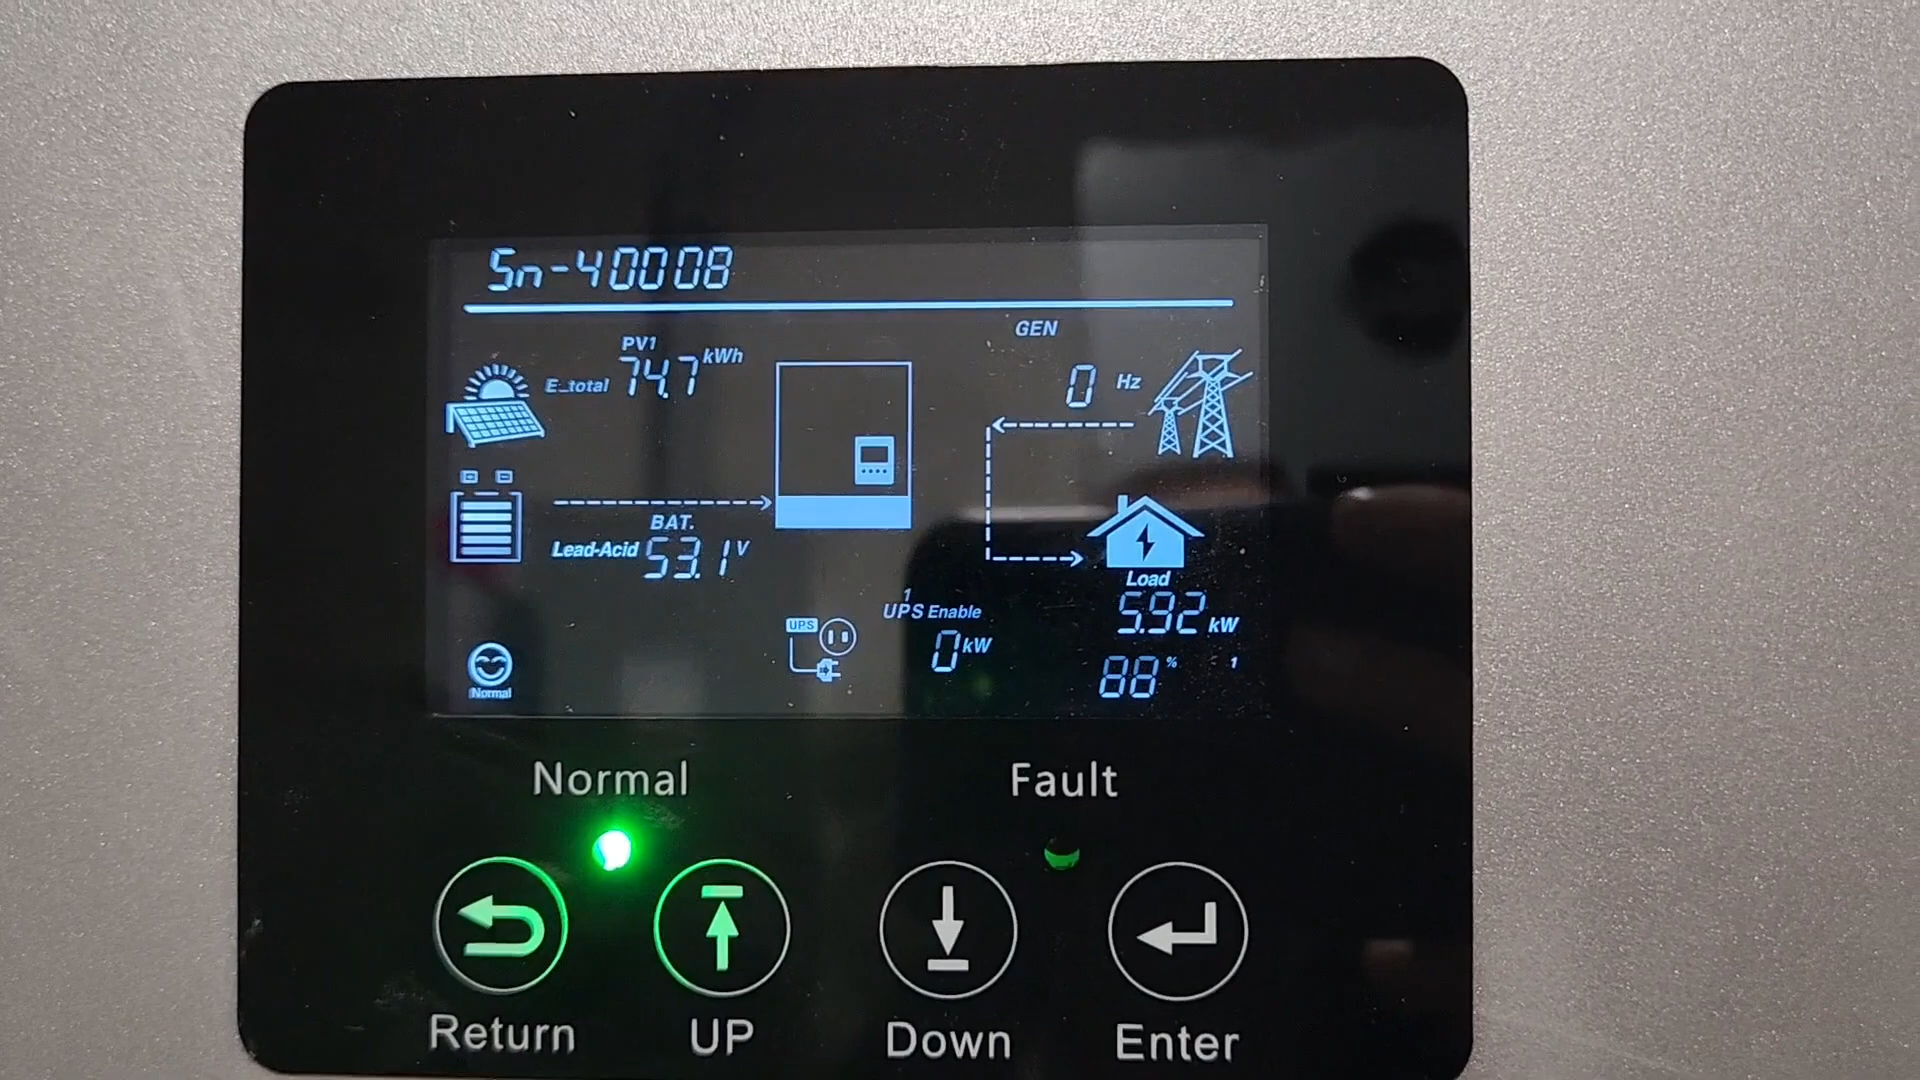 Sn-40008
PV1
E_total 74.7 kWh
GEN
0 Hz
BAT.
Lead-Acid 53.1 V
Load
5.92 kW
88 % 1
1
UPS Enable
UPS
0 kW
Normal
Normal Fault
Return UP Down Enter